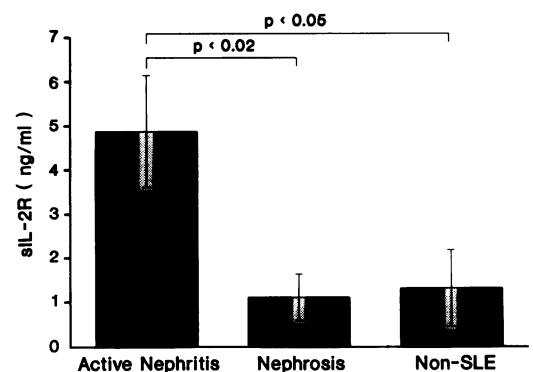 p < 0.05
p < 0.02
7
6
5
4
3
2
1
0
sIL-2R ( ng/ml )
Active Nephritis
Nephrosis
Non-SLE